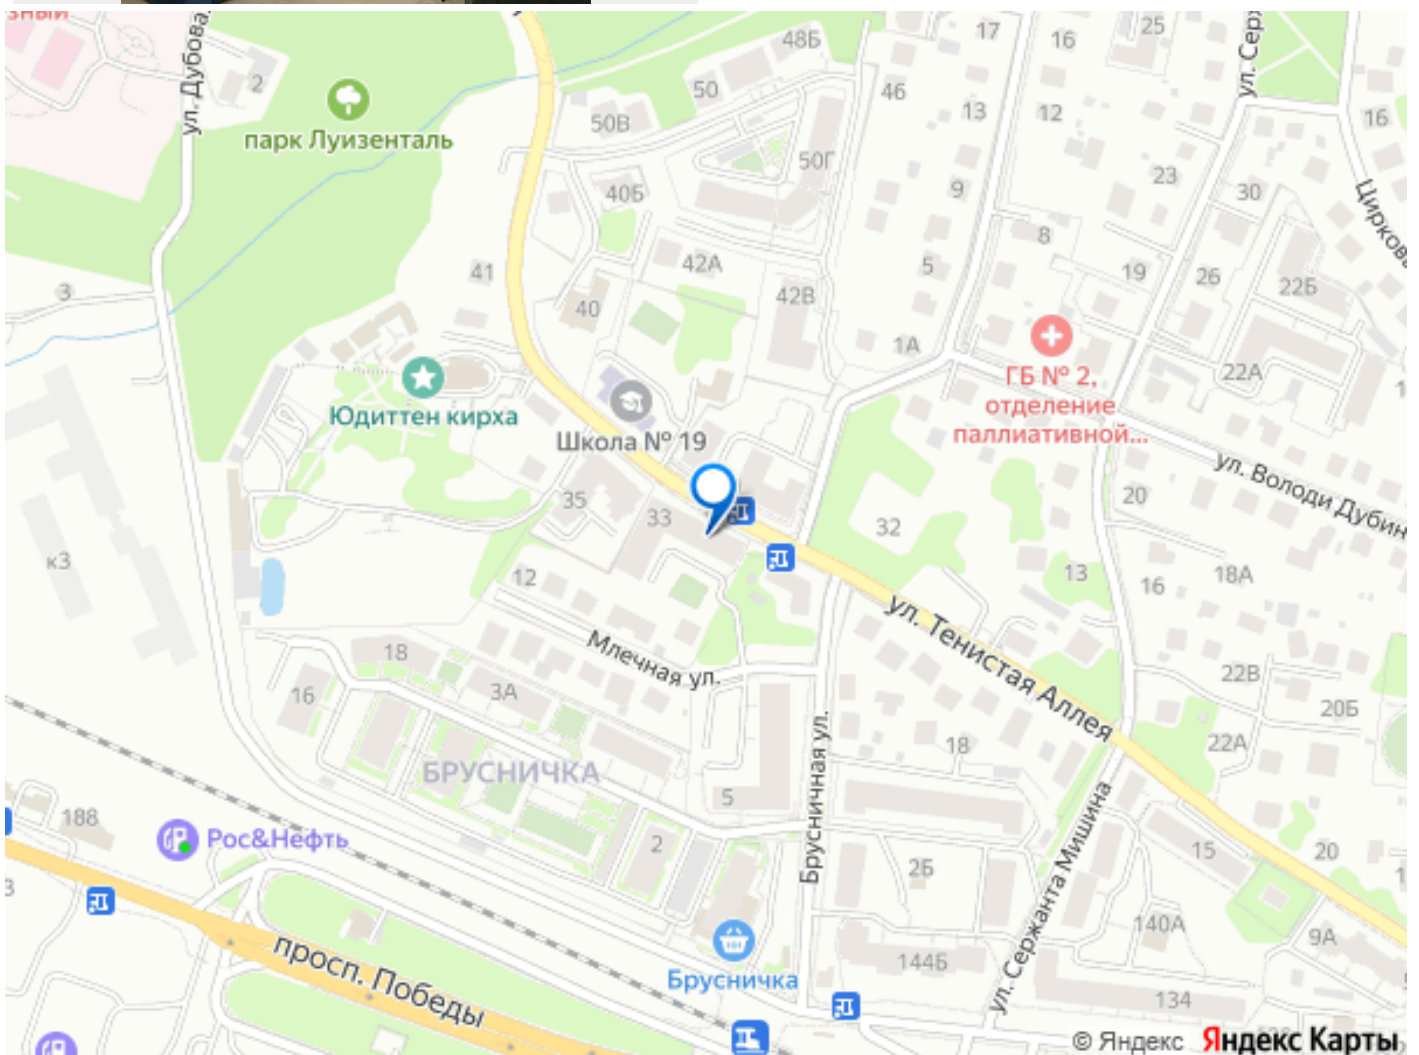 зный
ул. Дубова
2
парк Луизенталь
48Б
50
50В
50Г
40Б
42А
42В
41
40
3
46
17
16
25
13
12
9
8
5
1А
23
19
30
26
22Б
22А
16
ул. Серж
Циркова
Юдиттен кирха
Школа № 19
ГБ № 2,
отделение
паллиативной...
ул. Володи Дубин
35
33
32
12
20
13
16
18А
к3
18
16
3А
Млечная ул.
ул. Тенистая Аллея
22В
20Б
22А
18
БРУСНИЧКА
5
2
Брусничная ул.
2Б
15
20
ул. Сержанта Мишина
140А
9А
144Б
134
188
Рос&Нефть
просп. Победы
Брусничка
© Яндекс Яндекс Карты